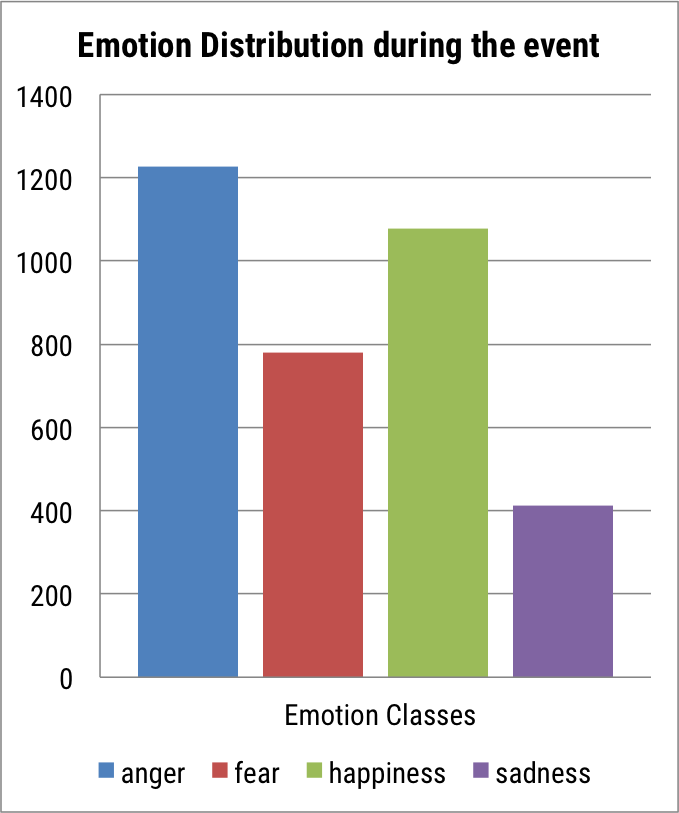 Emotion Distribution during the event
1400
1200
1000
800
600
400
200
0
Emotion Classes
anger fear happiness sadness